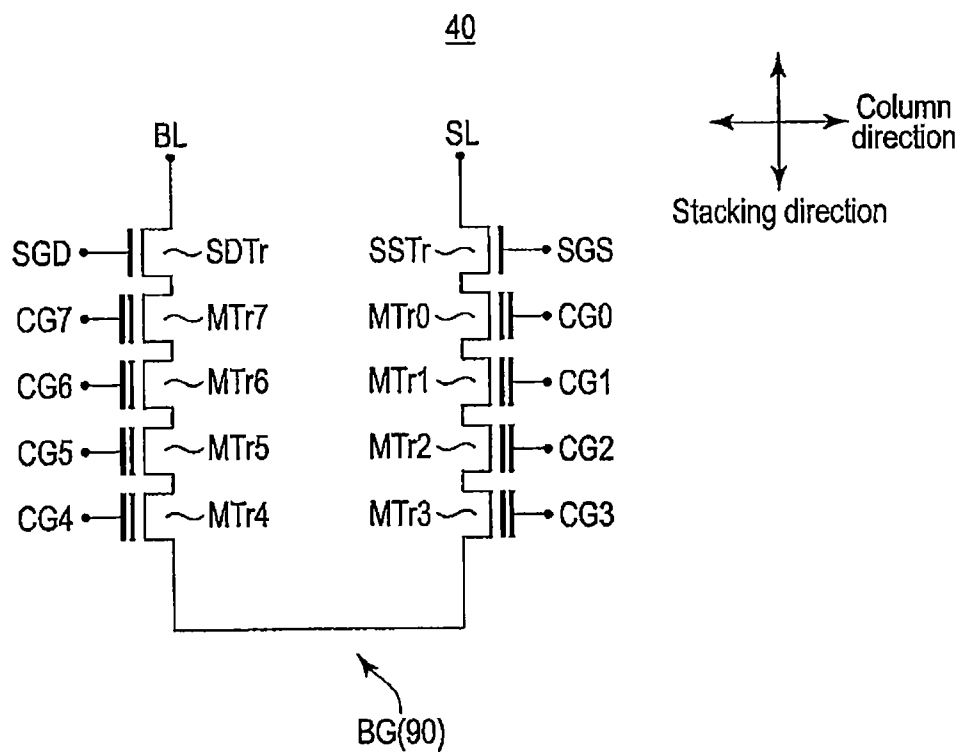 40
Column
direction
Stacking direction
BL
SL
SGD
SDTr
SSTr
SGS
CG7
MTr7
MTr0
CG0
CG6
MTr6
MTr1
CG1
CG5
MTr5
MTr2
CG2
CG4
MTr4
MTr3
CG3
BG(90)